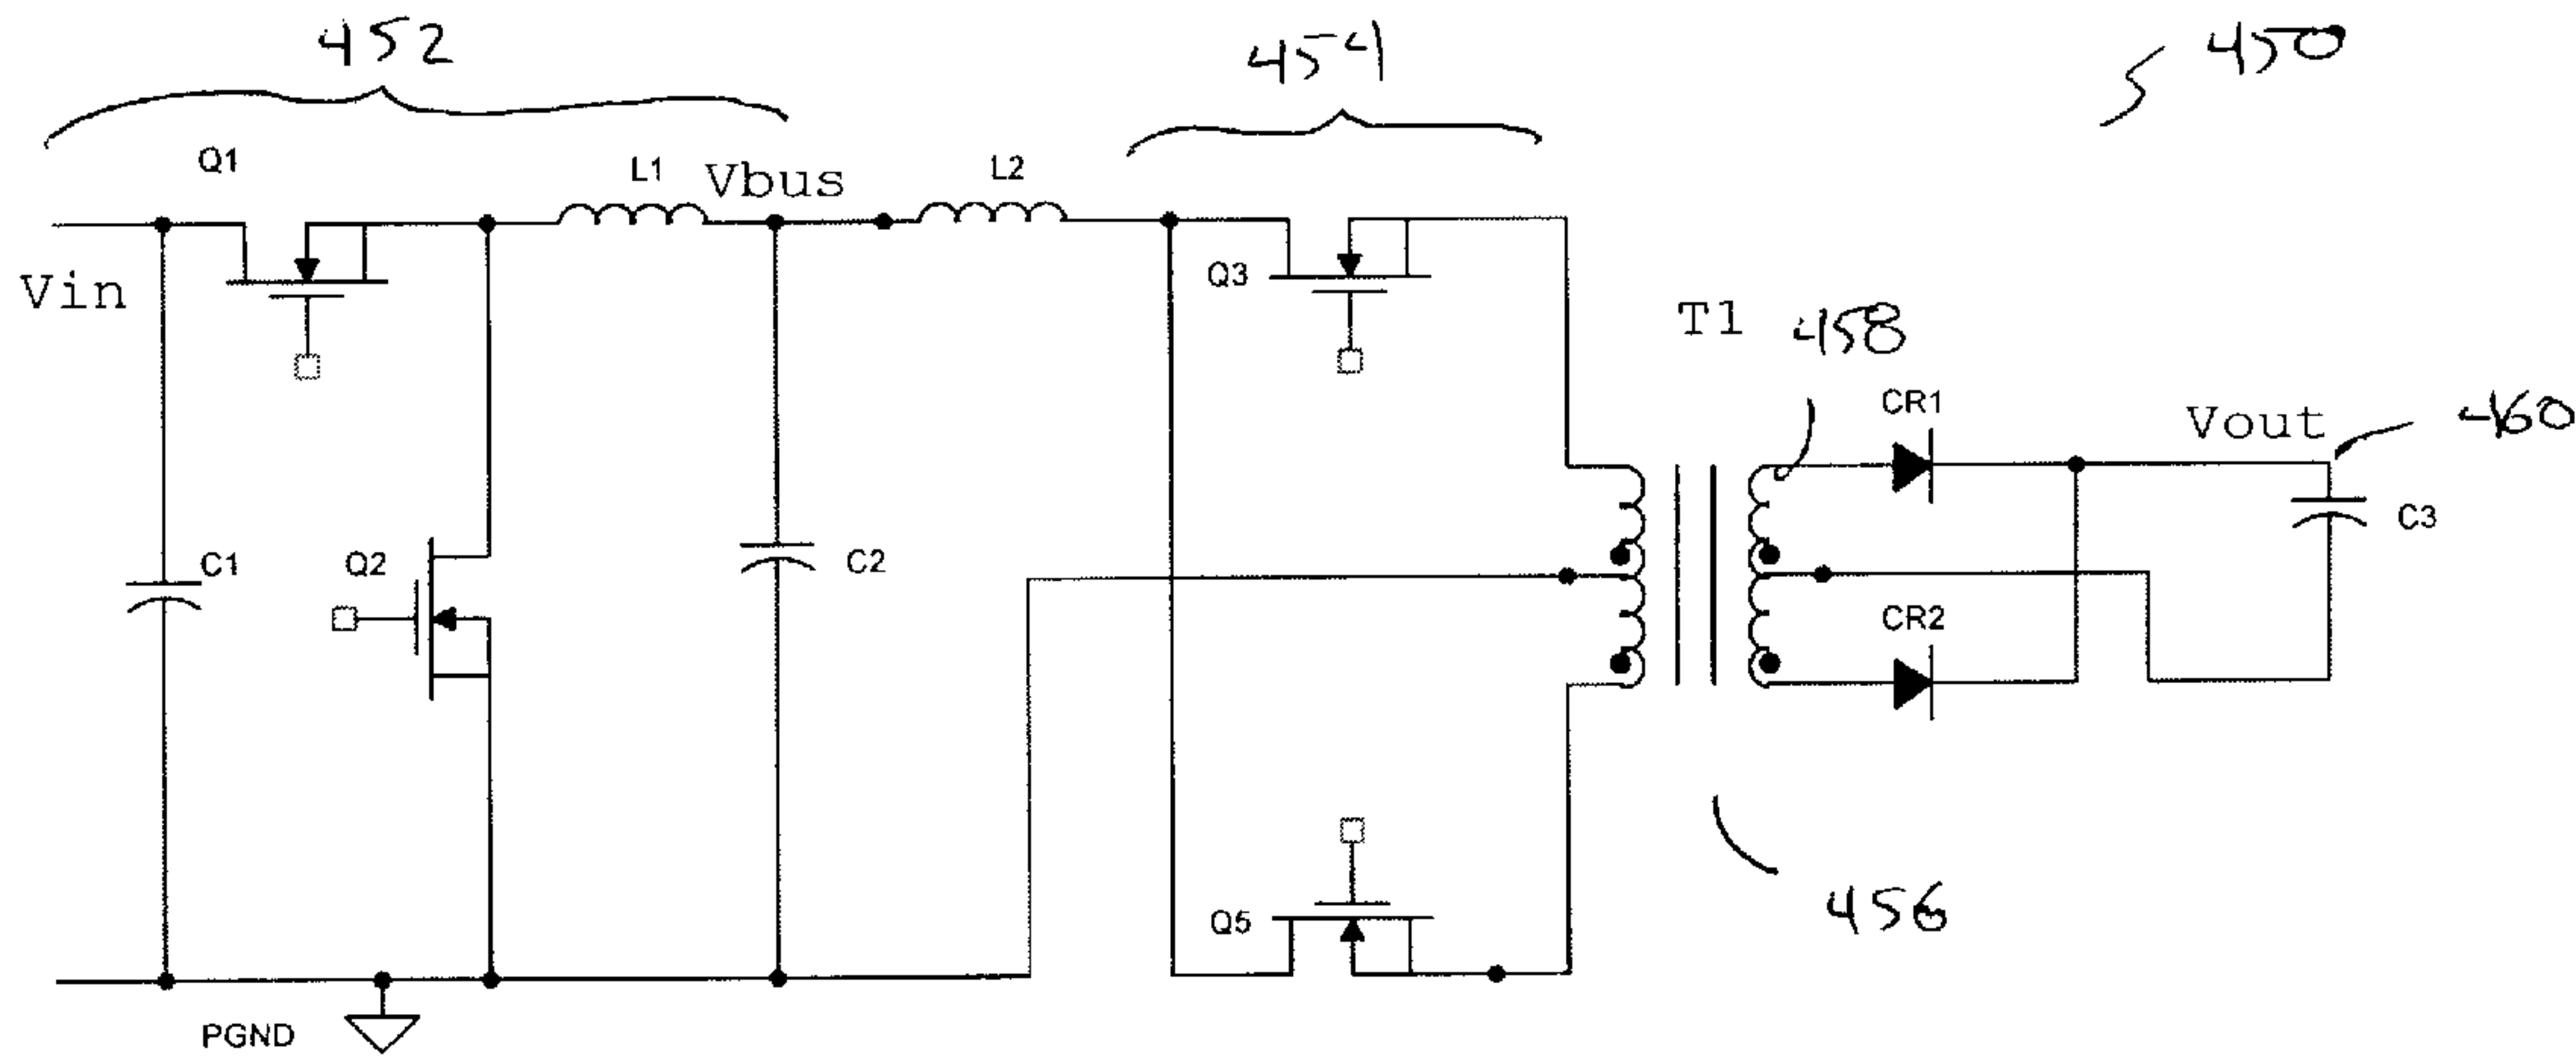 452
454
450
Q1
L1
Vbus
L2
Vin
Q3
T1
458
CR1
Vout
460
C3
C1
Q2
C2
CR2
Q5
456
PGND